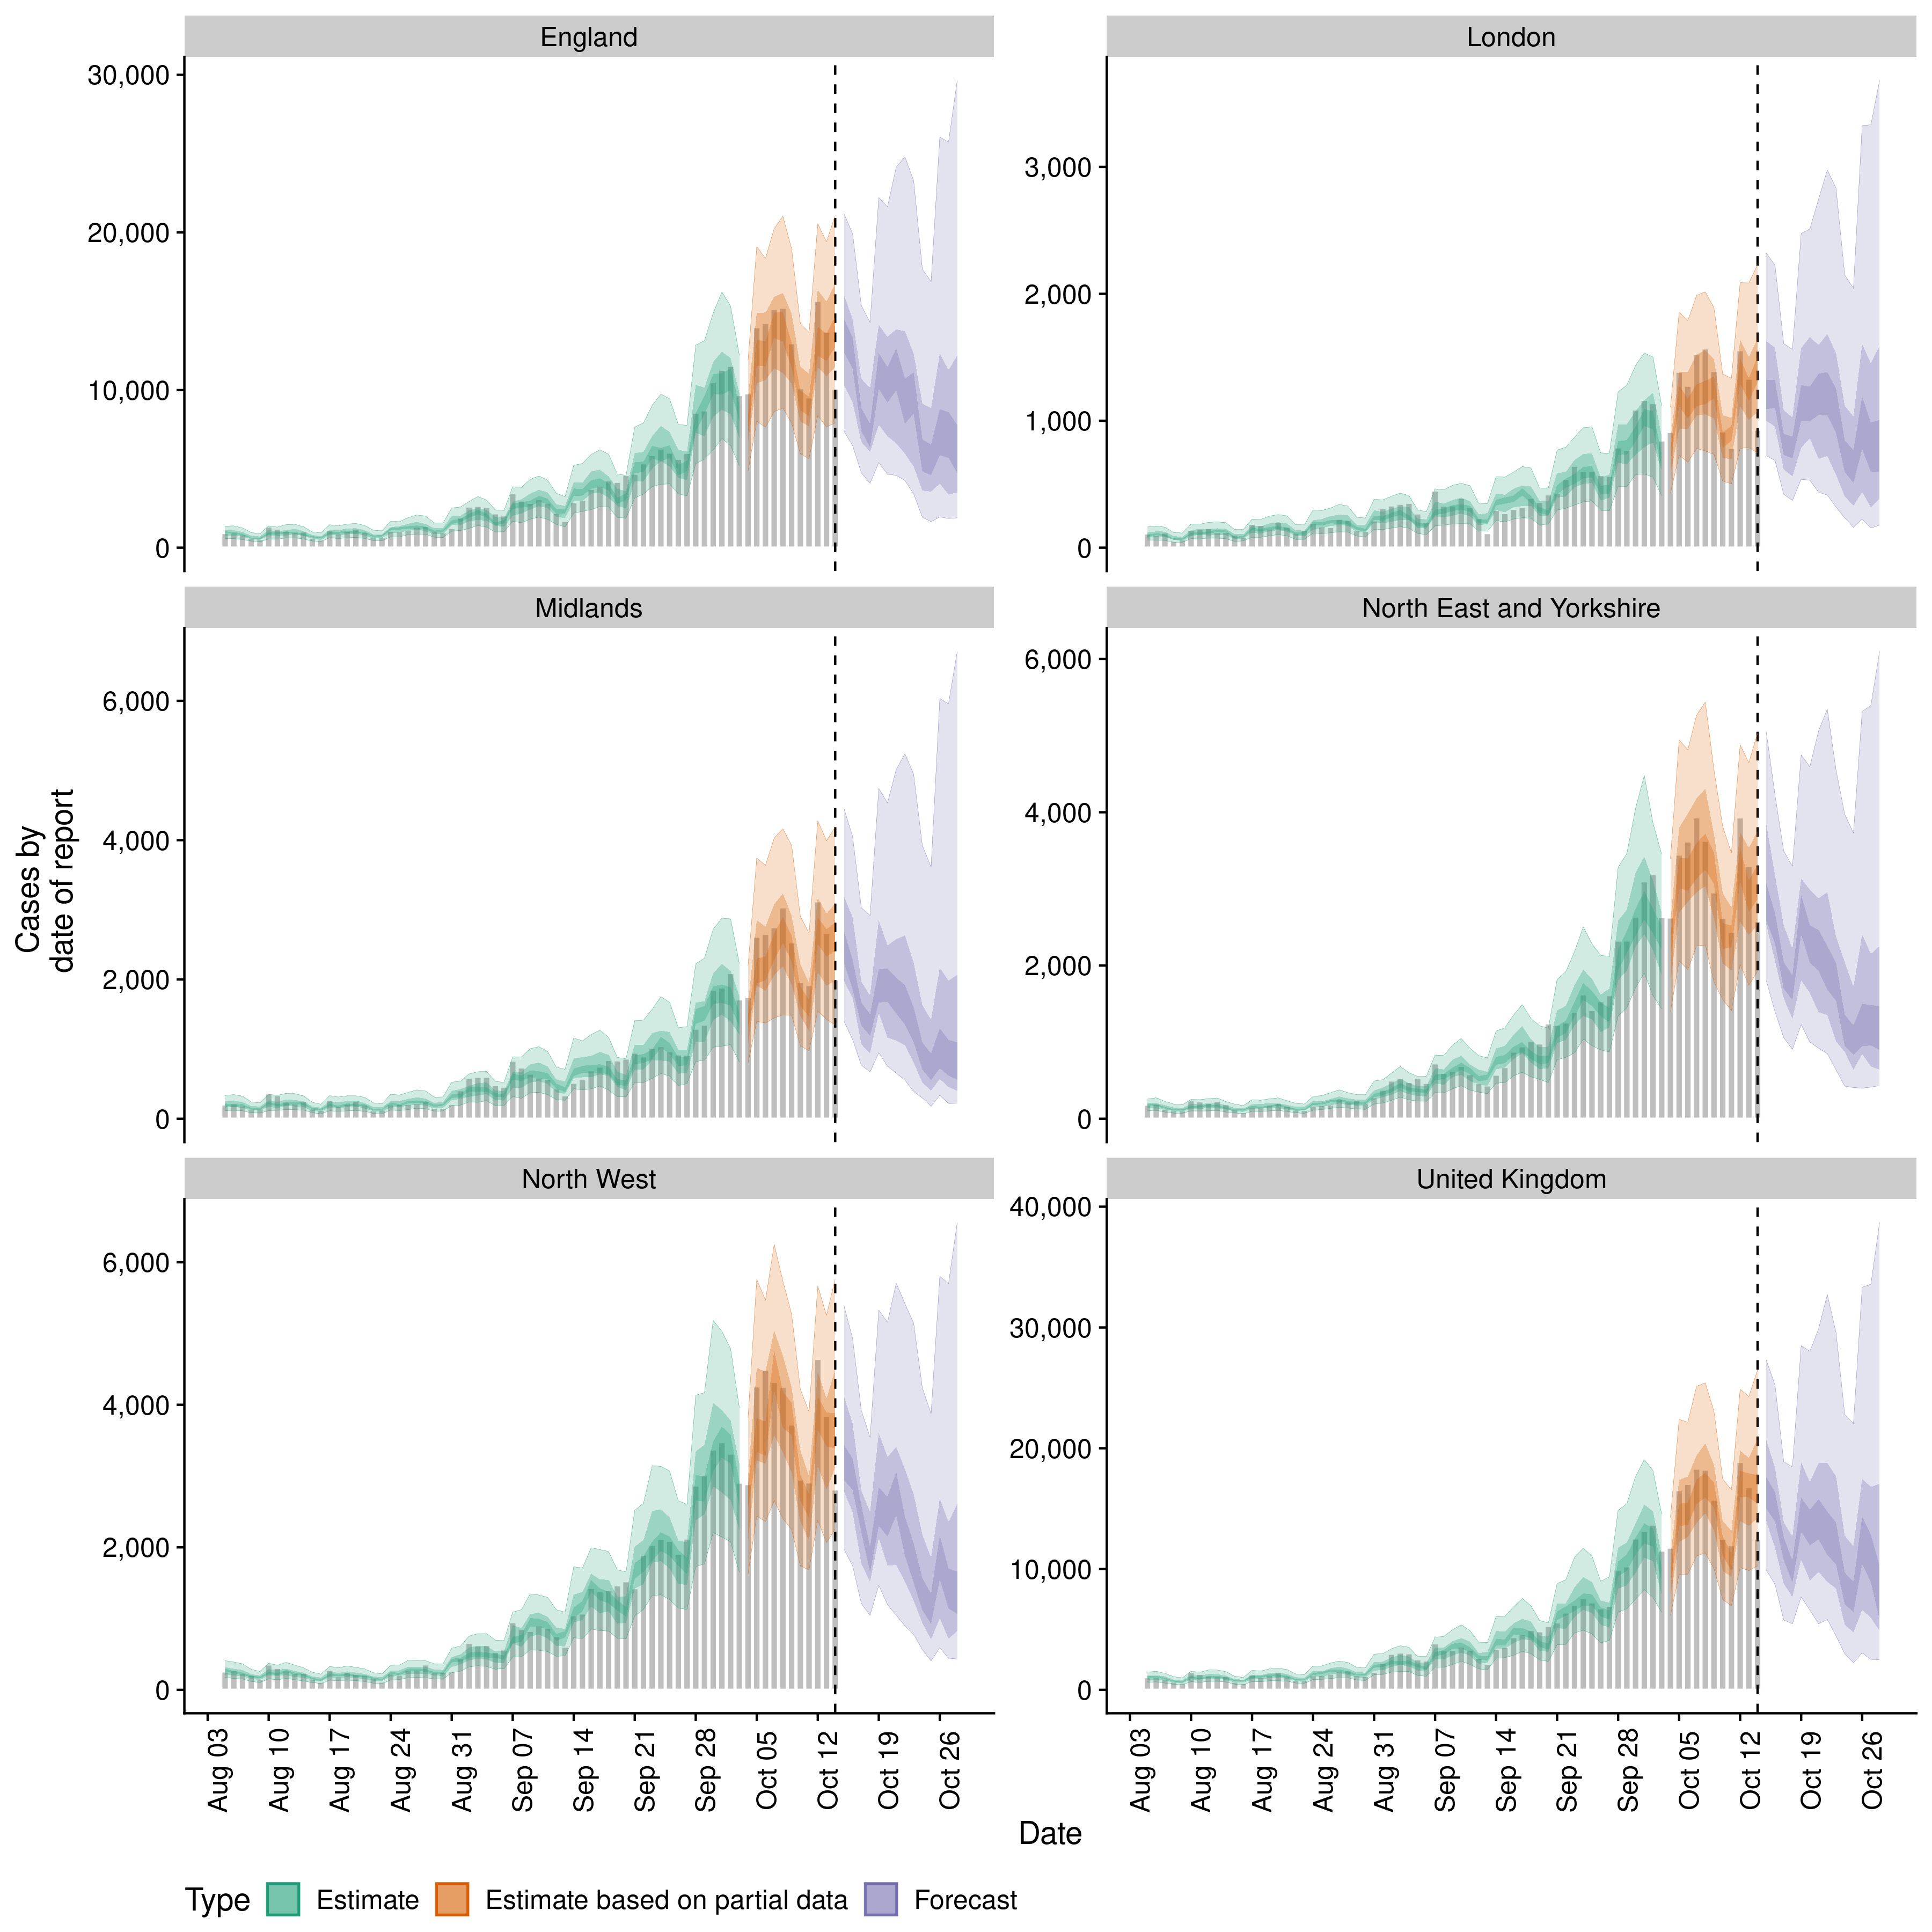 England
London
30,000
20,000
10,000
0
3,000
2,000
1,000
0
Midlands
North East and Yorkshire
6,000
4,000
2,000
0
6,000
4,000
2,000
0
North West
United Kingdom
6,000
4,000
2,000
0
40,000
30,000
20,000
10,000
0
Cases by
date of report
Aug 03
Aug 10
Aug 17
Aug 24
Aug 31
Sep 07
Sep 14
Sep 21
Sep 28
Oct 05
Oct 12
Oct 19
Oct 26
Aug 03
Aug 10
Aug 17
Aug 24
Aug 31
Sep 07
Sep 14
Sep 21
Sep 28
Oct 05
Oct 12
Oct 19
Oct 26
Date
Type Estimate Estimate based on partial data Forecast